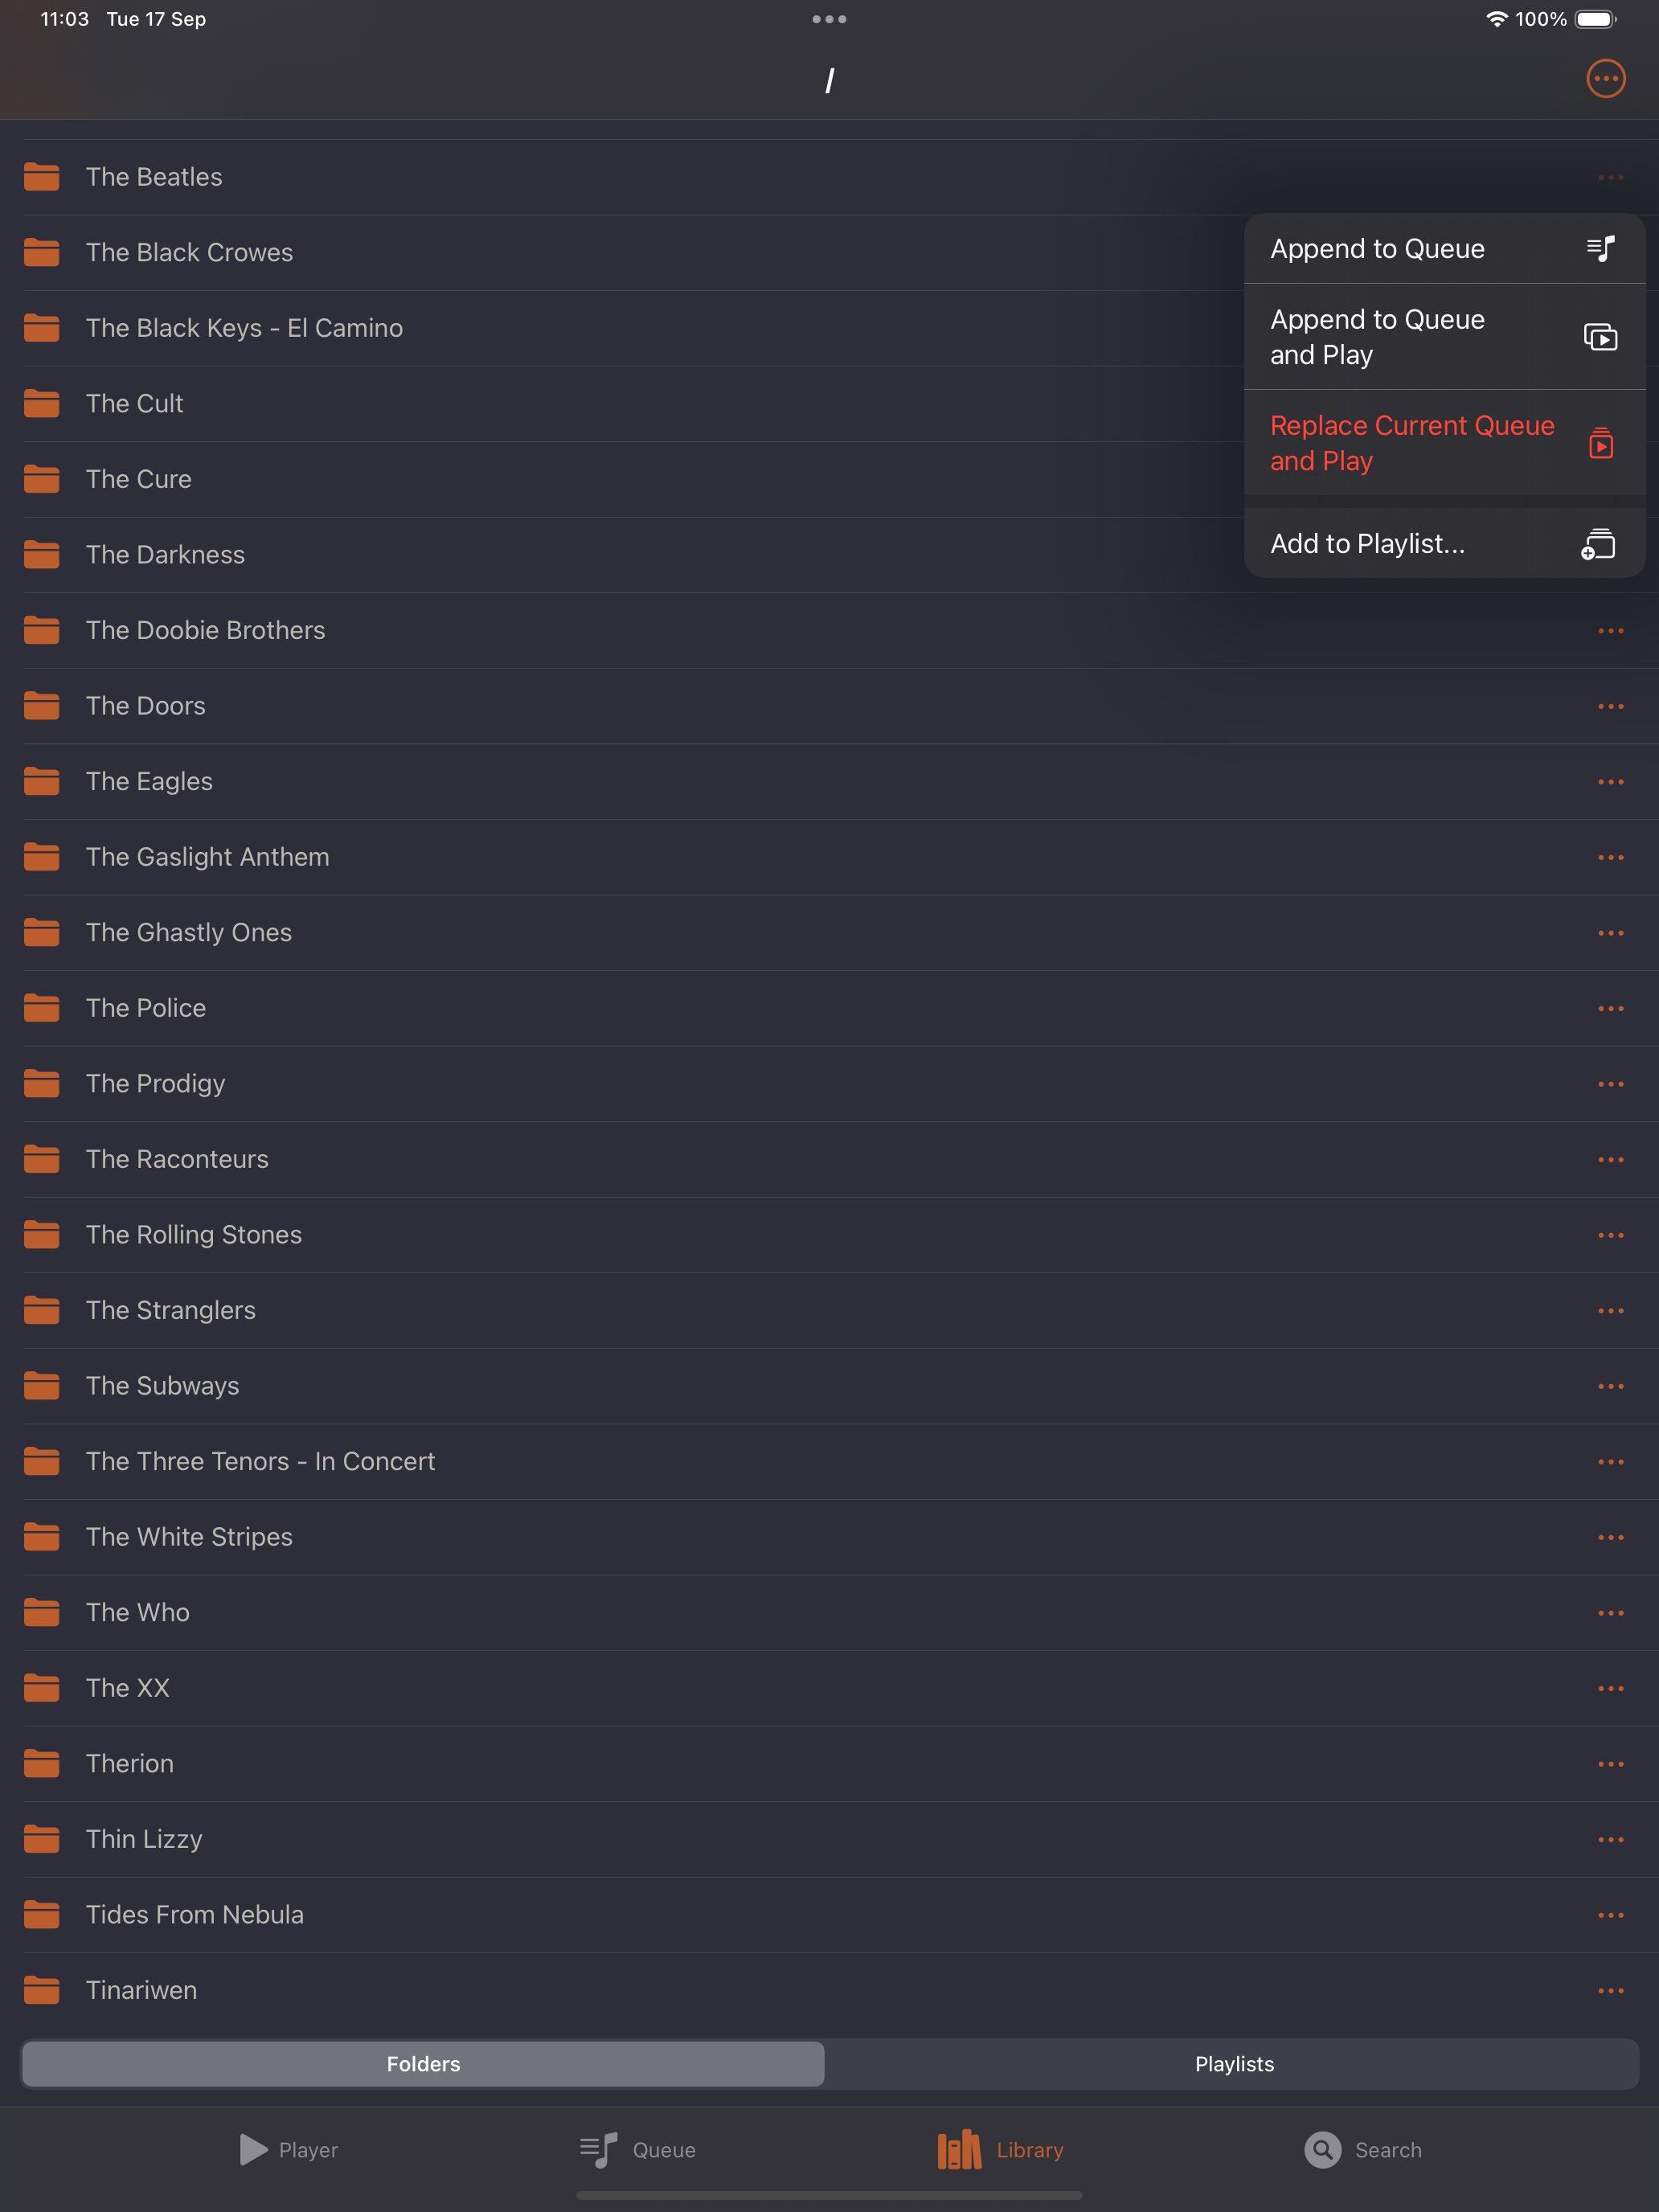 11:03 Tue 17 Sep
100%
/
The Beatles
The Black Crowes
The Black Keys - El Camino
The Cult
The Cure
The Darkness
Append to Queue
Append to Queue
and Play
Replace Current Queue
and Play
Add to Playlist...
The Doobie Brothers
The Doors
The Eagles
The Gaslight Anthem
The Ghastly Ones
The Police
The Prodigy
The Raconteurs
The Rolling Stones
The Stranglers
The Subways
The Three Tenors - In Concert
The White Stripes
The Who
The XX
Therion
Thin Lizzy
Tides From Nebula
Tinariwen
Folders
Playlists
Player
Queue
Library
Search